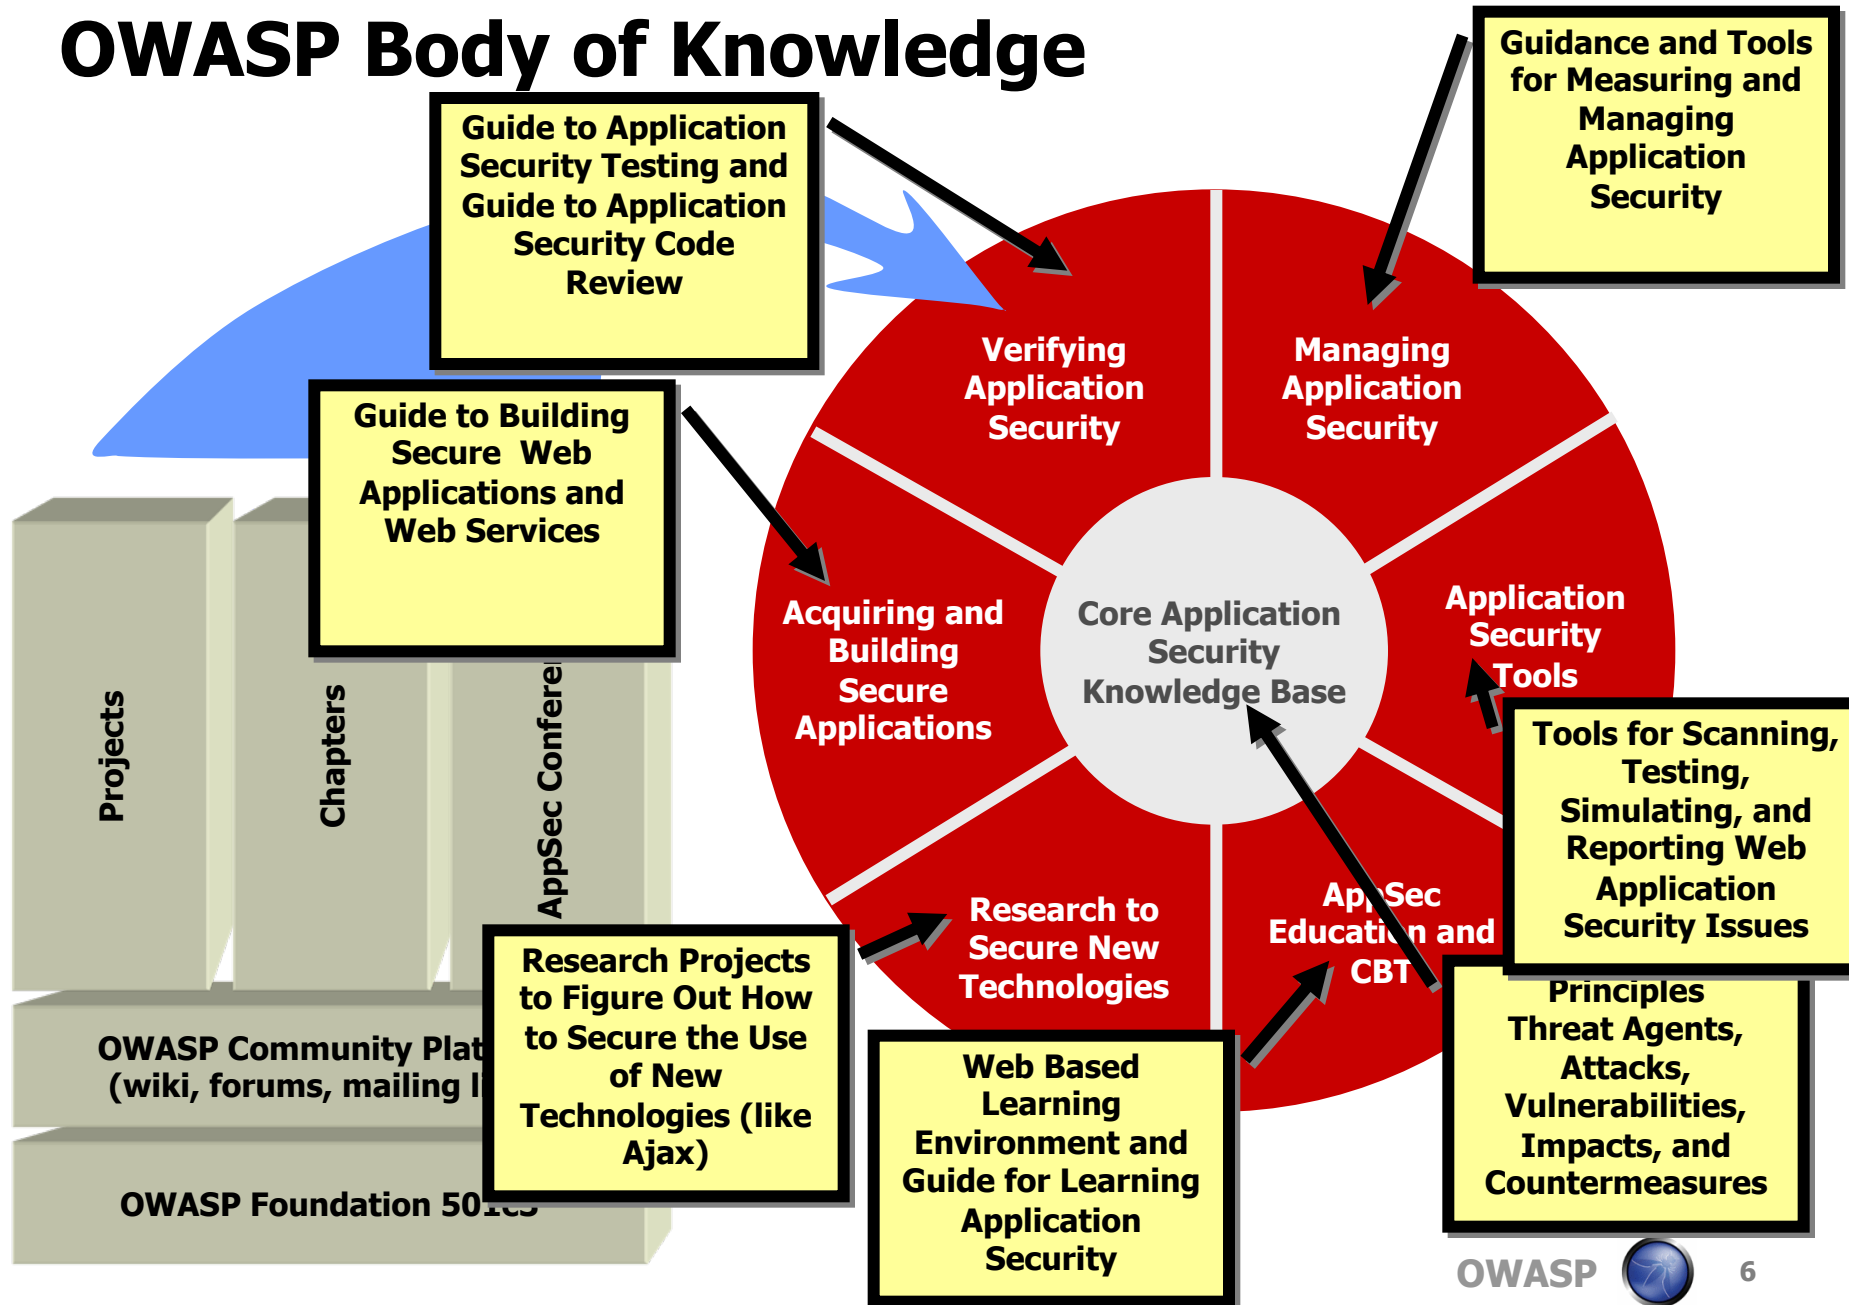 OWASP Body of Knowledge
Guidance and Tools
for Measuring and
Managing
Application
Security
Guide to Application
Security Testing and
Guide to Application
Security Code
Review
Verifying
Application
Security
Managing
Application
Security
Guide to Building
Secure Web
Applications and
Web Services
Acquiring and
Building
Secure
Applications
Core Application
Security
Knowledge Base
Application
Security
Tools
Projects
Chapters
AppSec
Tools for Scanning,
Testing,
Simulating, and
Reporting Web
Application
Security Issues
Research to
Secure New
Technologies
AppSec
Education and
CBT
Research Projects
to Figure Out How
to Secure the Use
of New
Technologies (like
Ajax)
Principles
Threat Agents,
Attacks,
Vulnerabilities,
Impacts, and
Countermeasures
Web Based
Learning
Environment and
Guide for Learning
Application
Security
OWASP Community
(wiki, forums, mailing
OWASP Foundation 501c3
OWASP
6